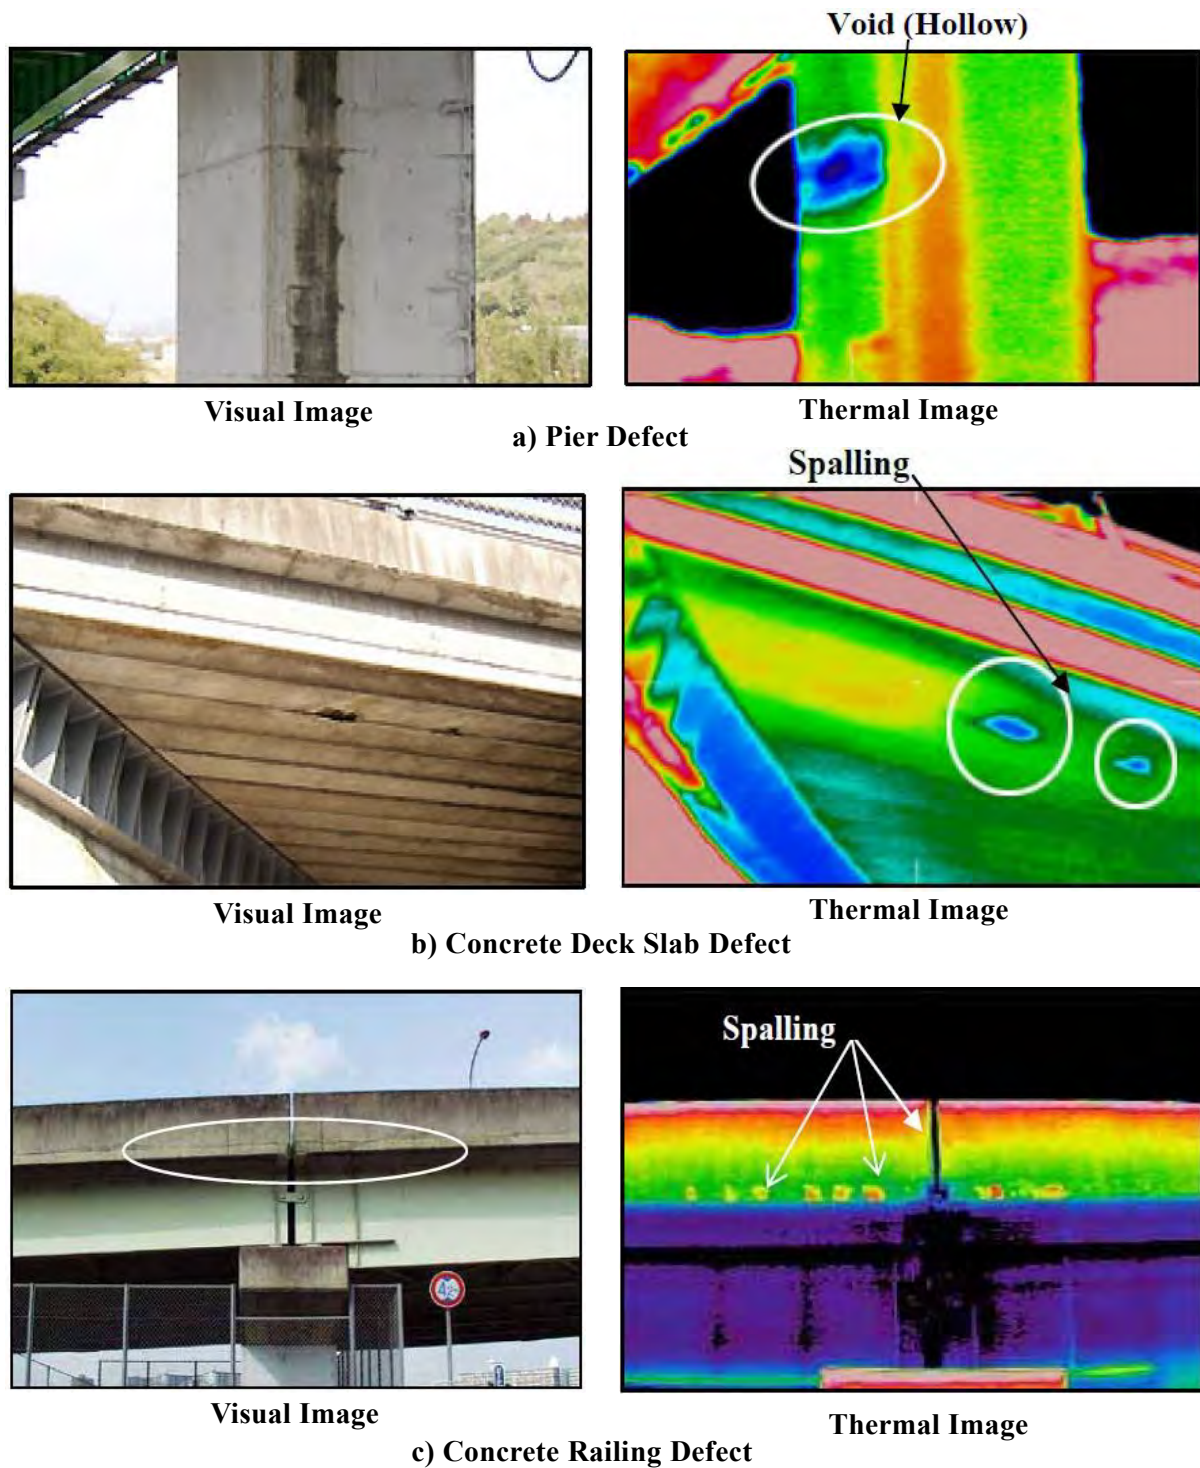 Void (Hollow)
Visual Image
Thermal Image
a) Pier Defect
Spalling
Visual Image
Thermal Image
b) Concrete Deck Slab Defect
Spalling
Visual Image
Thermal Image
c) Concrete Railing Defect